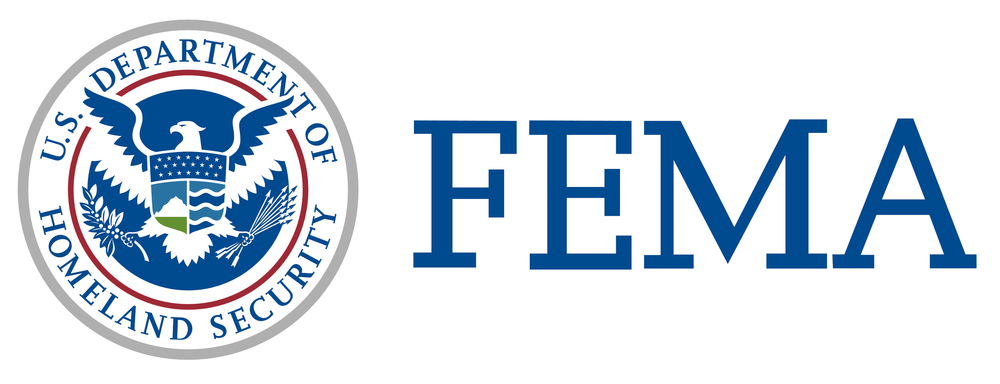 U.S. DEPARTMENT OF
HOMELAND SECURITY
FEMA